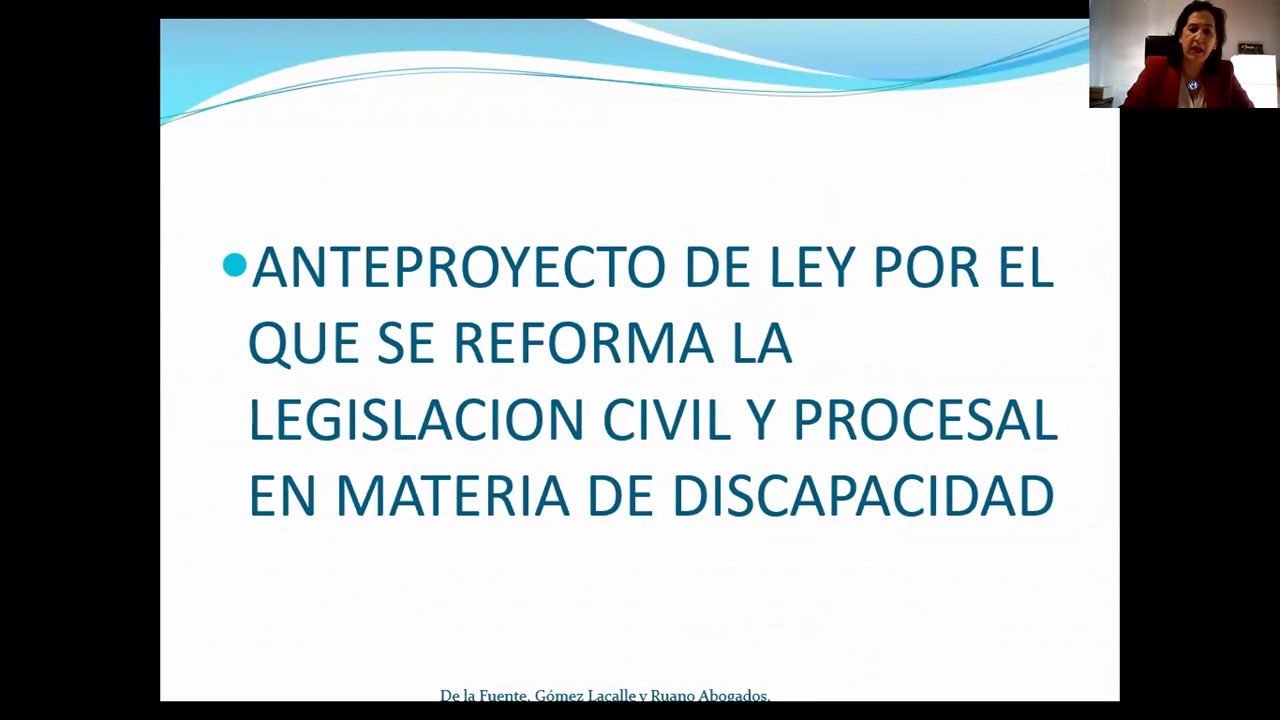 •ANTEPROYECTO DE LEY POR EL
QUE SE REFORMA LA
LEGISLACION CIVIL Y PROCESAL
EN MATERIA DE DISCAPACIDAD
De la Fuente, Gómez Lacalle y Ruano Abogados.